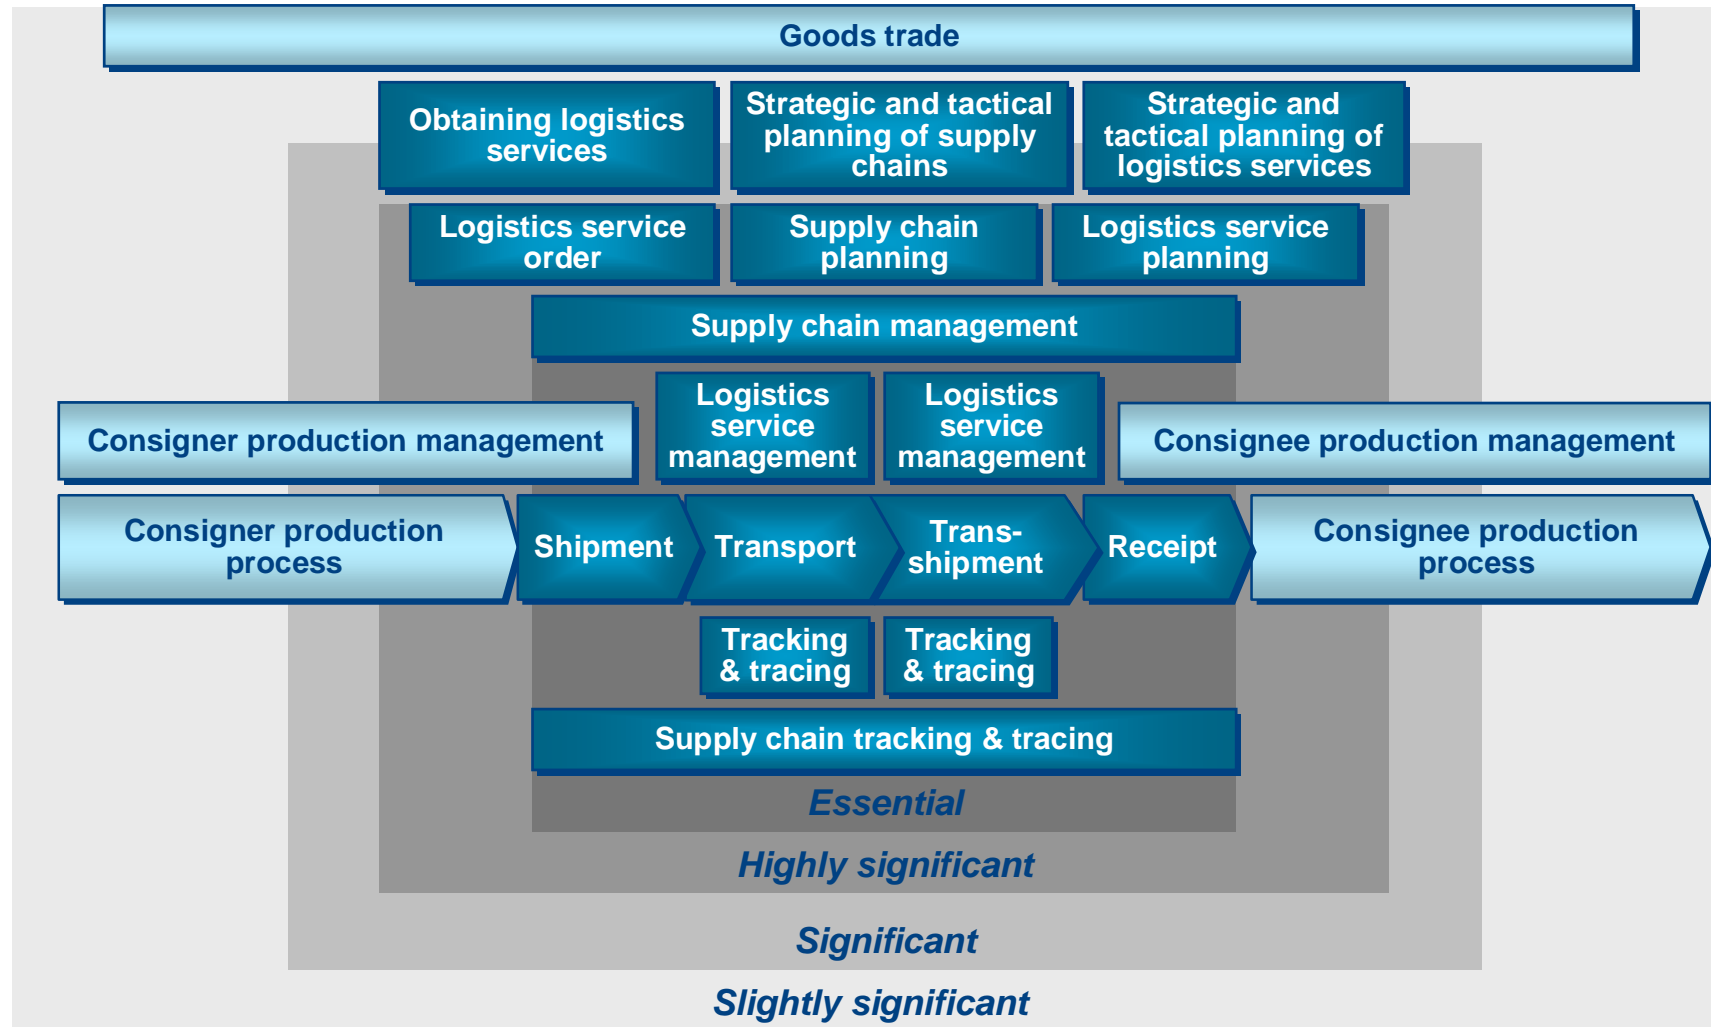 Goods trade
Obtaining logistics
services
Strategic and tactical
planning of supply
chains
Strategic and
tactical planning of
logistics services
Logistics service
order
Supply chain
planning
Logistics service
planning
Supply chain management
Consigner production management
Logistics
service
management
Logistics
service
management
Consignee production management
Consigner production
process
Shipment
Transport
Trans-
shipment
Receipt
Consignee production
process
Tracking
& tracing
Tracking
& tracing
Supply chain tracking & tracing
Essential
Highly significant
Significant
Slightly significant